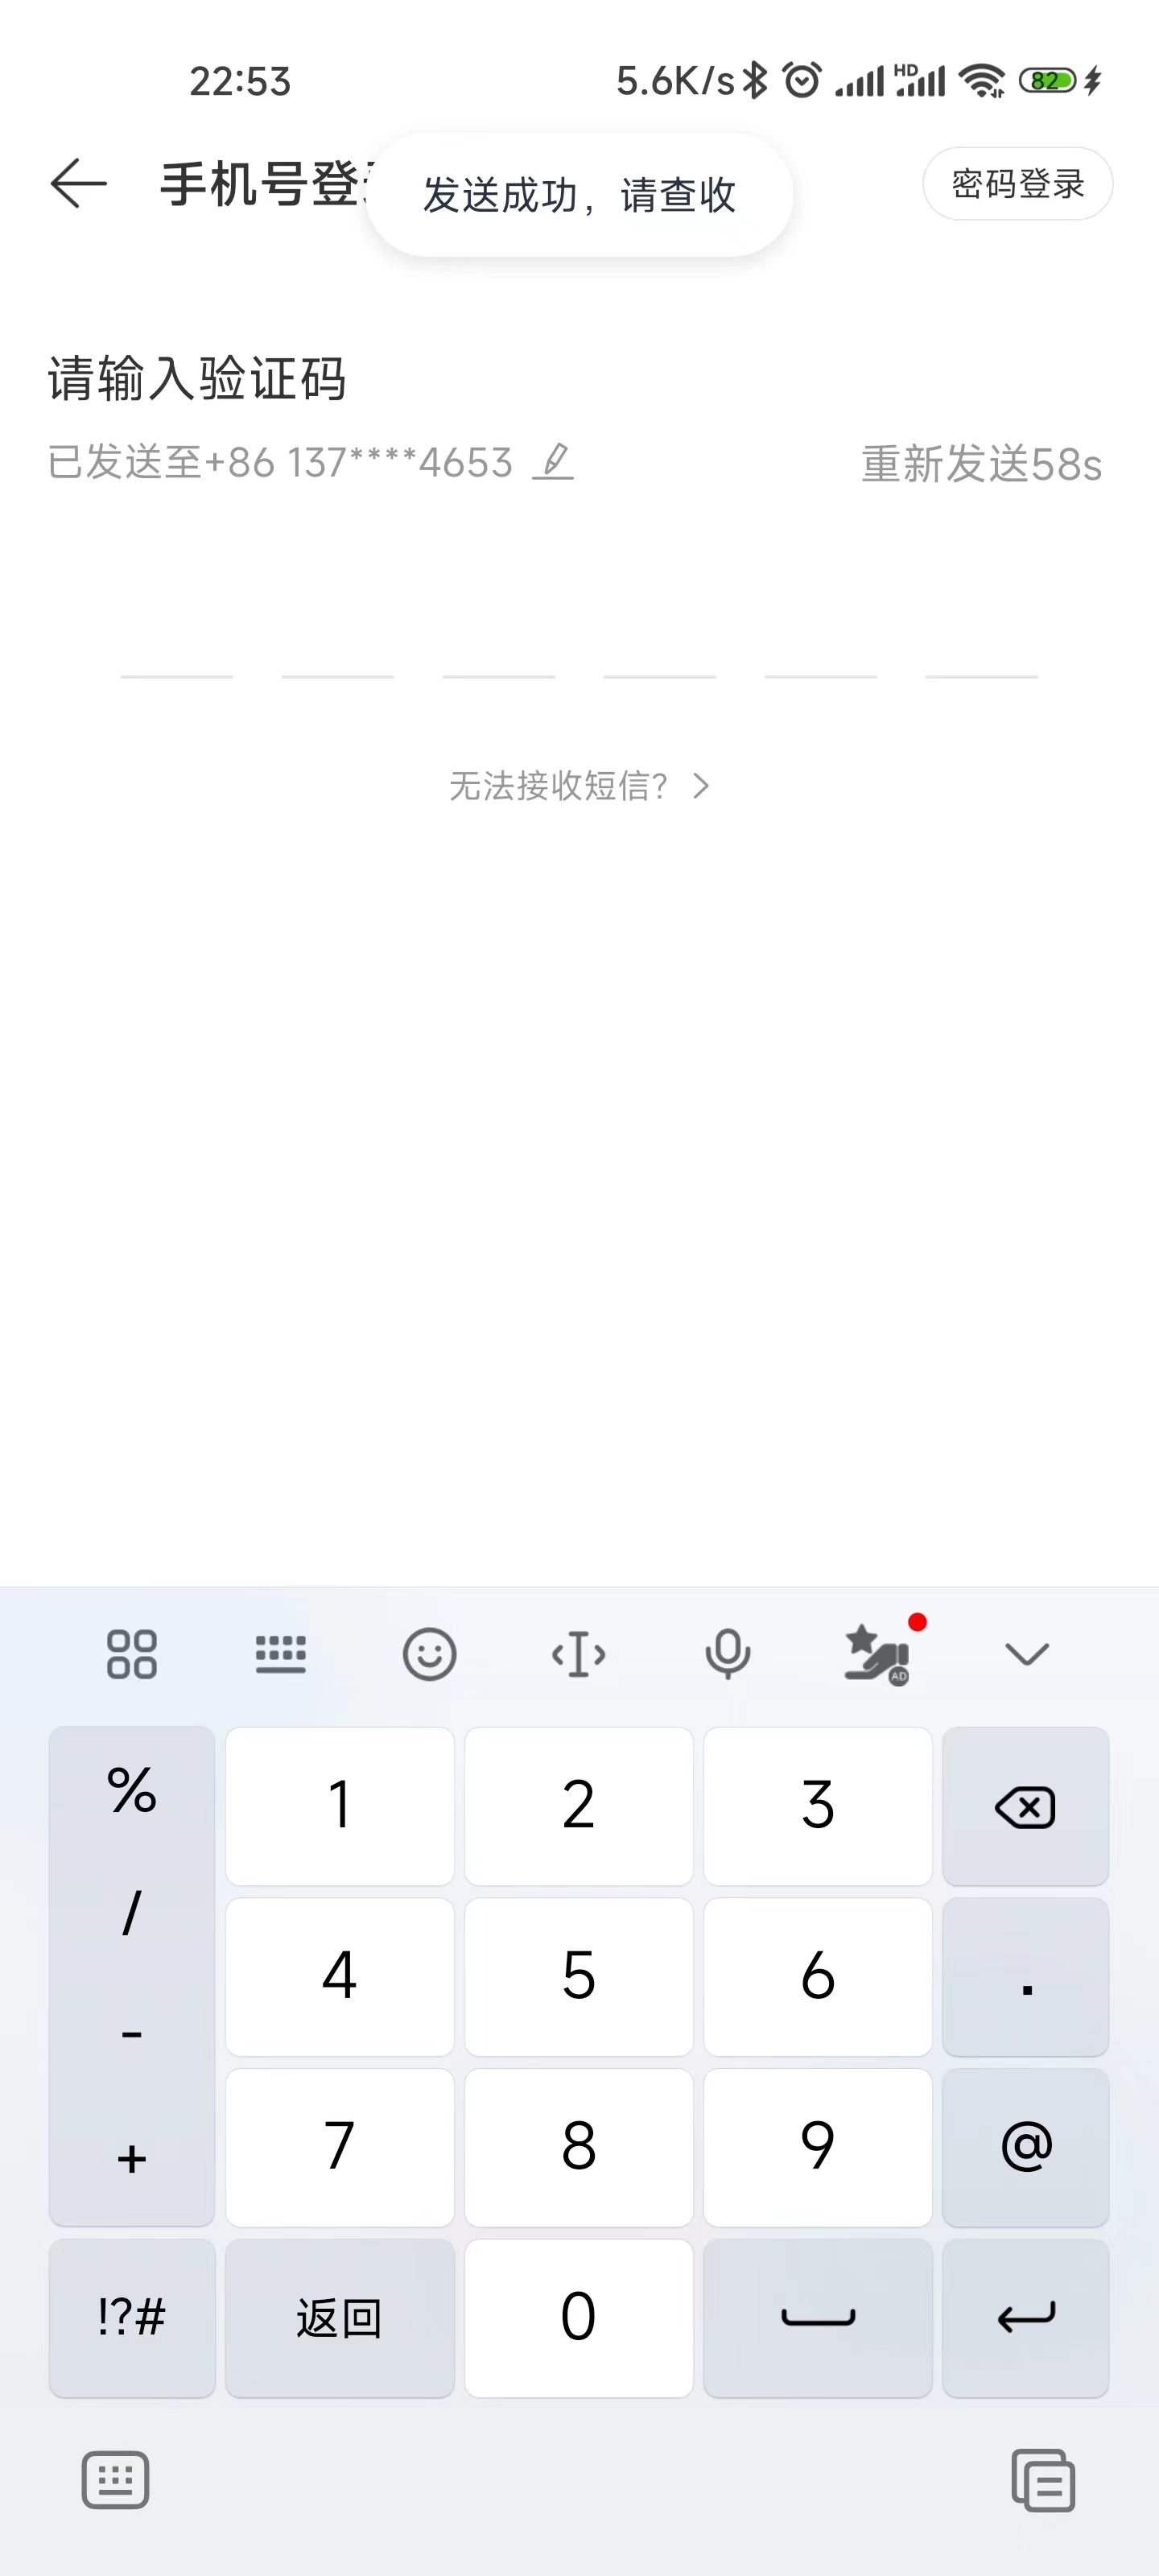 22:53 5.6K/s HD 82
手机号登 密码登录
发送成功，请查收
请输入验证码
已发送至+86 137****4653 重新发送58s
无法接收短信？
AD
% 1 2 3
/ 4 5 6 .
-
7 8 9 @
+
!?# 返回 0